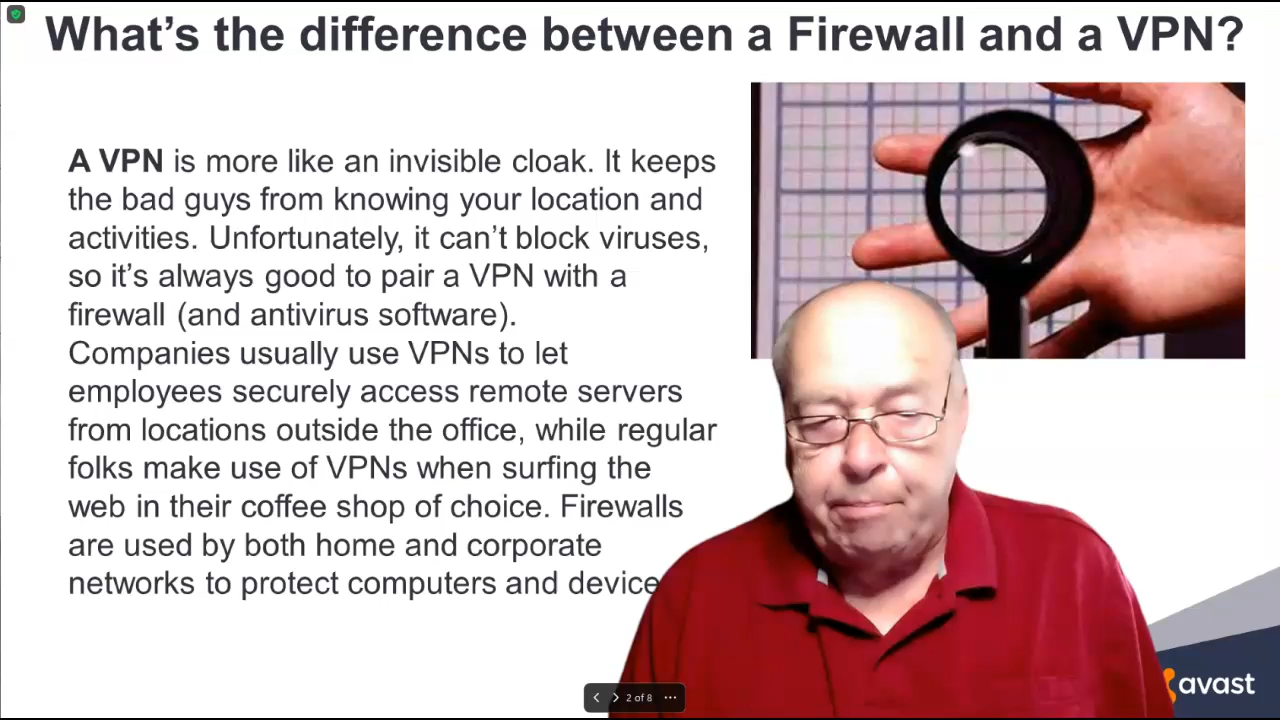 What’s the difference between a Firewall and a VPN?
A VPN is more like an invisible cloak. It keeps
the bad guys from knowing your location and
activities. Unfortunately, it can’t block viruses,
so it’s always good to pair a VPN with a
firewall (and antivirus software).
Companies usually use VPNs to let
employees securely access remote servers
from locations outside the office, while regular
folks make use of VPNs when surfing the
web in their coffee shop of choice. Firewalls
are used by both home and corporate
networks to protect computers and device
2 of 8
avast